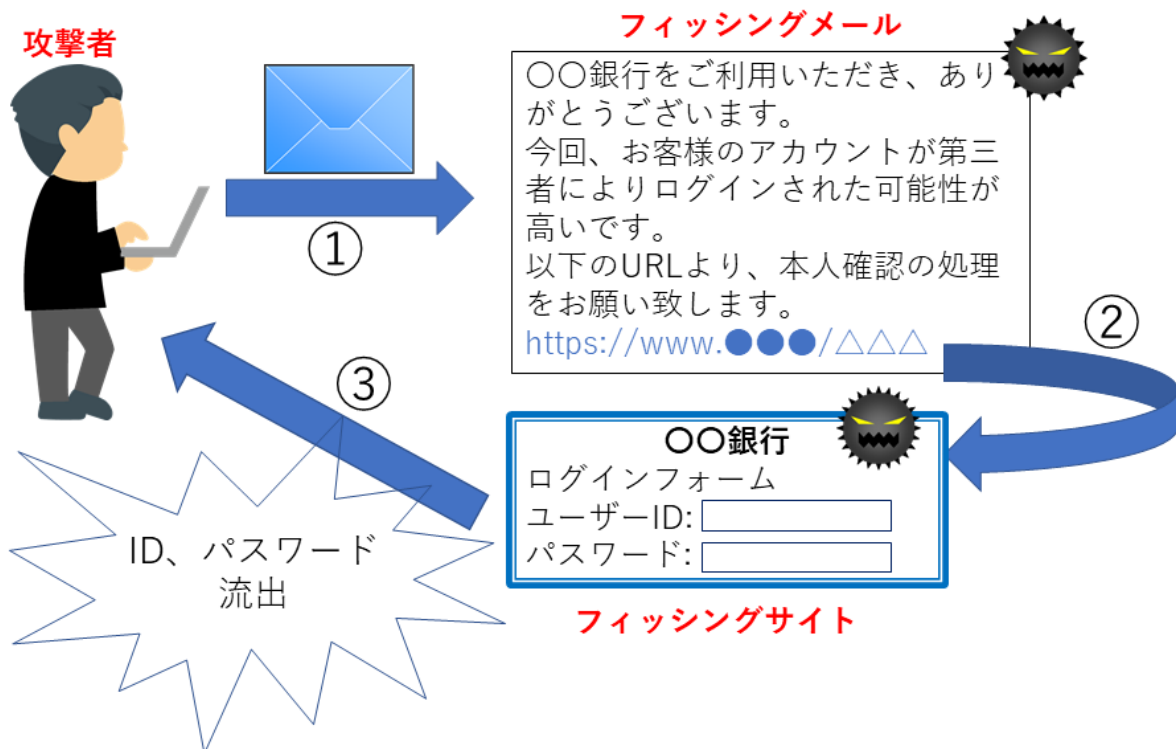 攻撃者
①
フィッシングメール
〇〇銀行をご利用いただき、あり
がとうございます。
今回、お客様のアカウントが第三
者によりログインされた可能性が
高いです。
以下のURLより、本人確認の処理
をお願い致します。
https://www.●●●/△△△
②
〇〇銀行
ログインフォーム
ユーザーID:
パスワード:
フィッシングサイト
③
ID、パスワード
流出